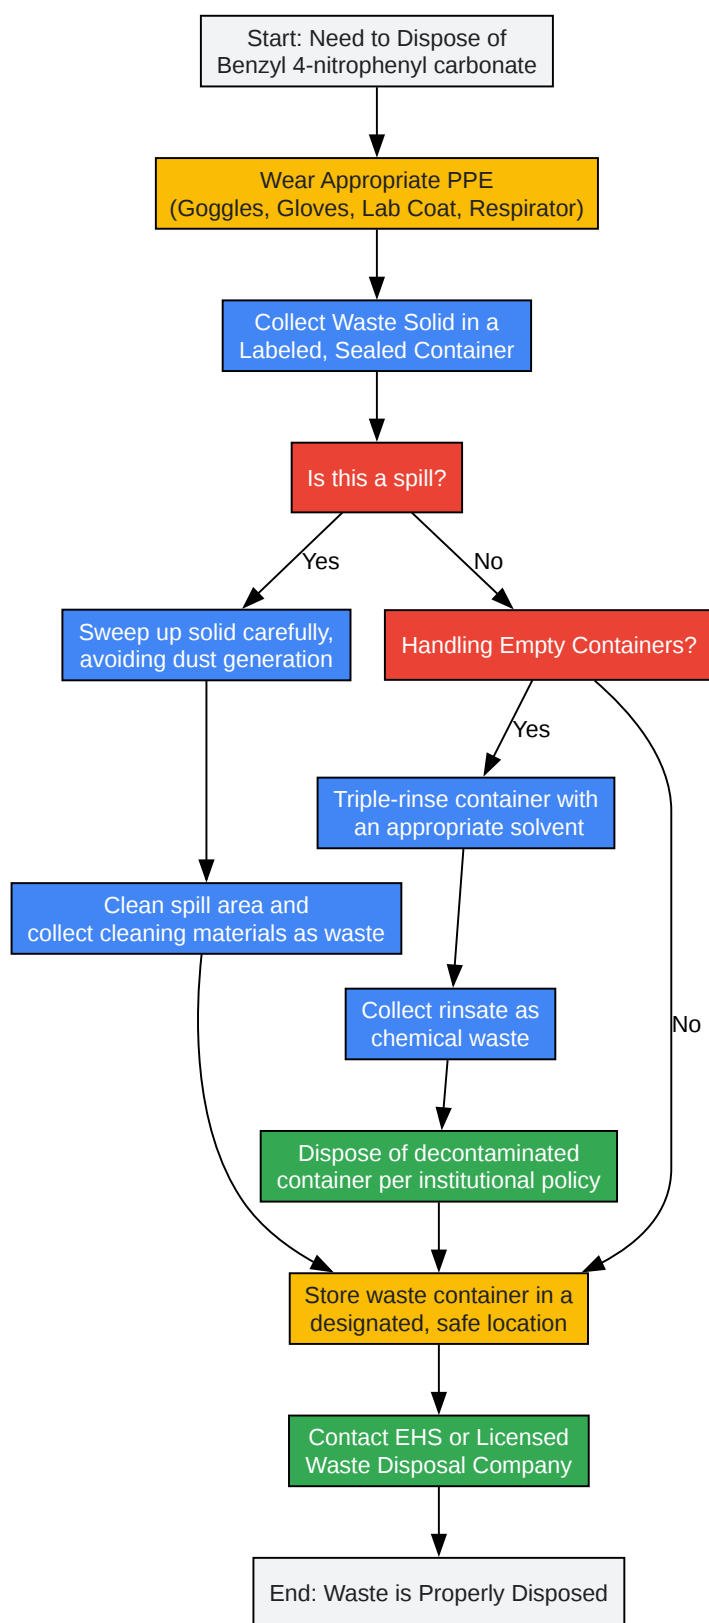 Start: Need to Dispose of
Benzyl 4-nitrophenyl carbonate
Wear Appropriate PPE
(Goggles, Gloves, Lab Coat, Respirator)
Collect Waste Solid in a
Labeled, Sealed Container
Is this a spill?
Yes
No
Sweep up solid carefully,
avoiding dust generation
Handling Empty Containers?
Yes
Triple-rinse container with
an appropriate solvent
Clean spill area and
collect cleaning materials as waste
Collect rinsate as
chemical waste
No
Dispose of decontaminated
container per institutional policy
Store waste container in a
designated, safe location
Contact EHS or Licensed
Waste Disposal Company
End: Waste is Properly Disposed